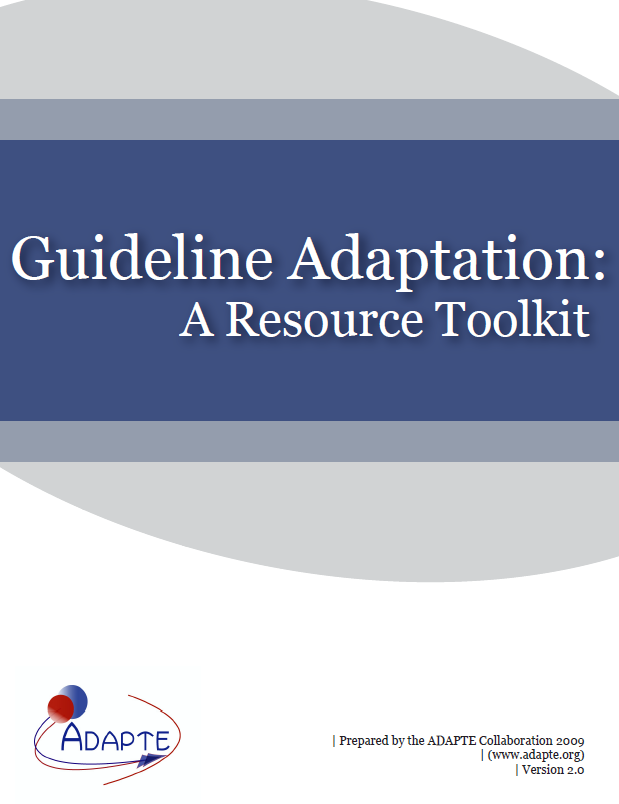 Guideline Adaptation:
A Resource Toolkit
ADAPTE
| Prepared by the ADAPTE Collaboration 2009
| (www.adapte.org)
| Version 2.0